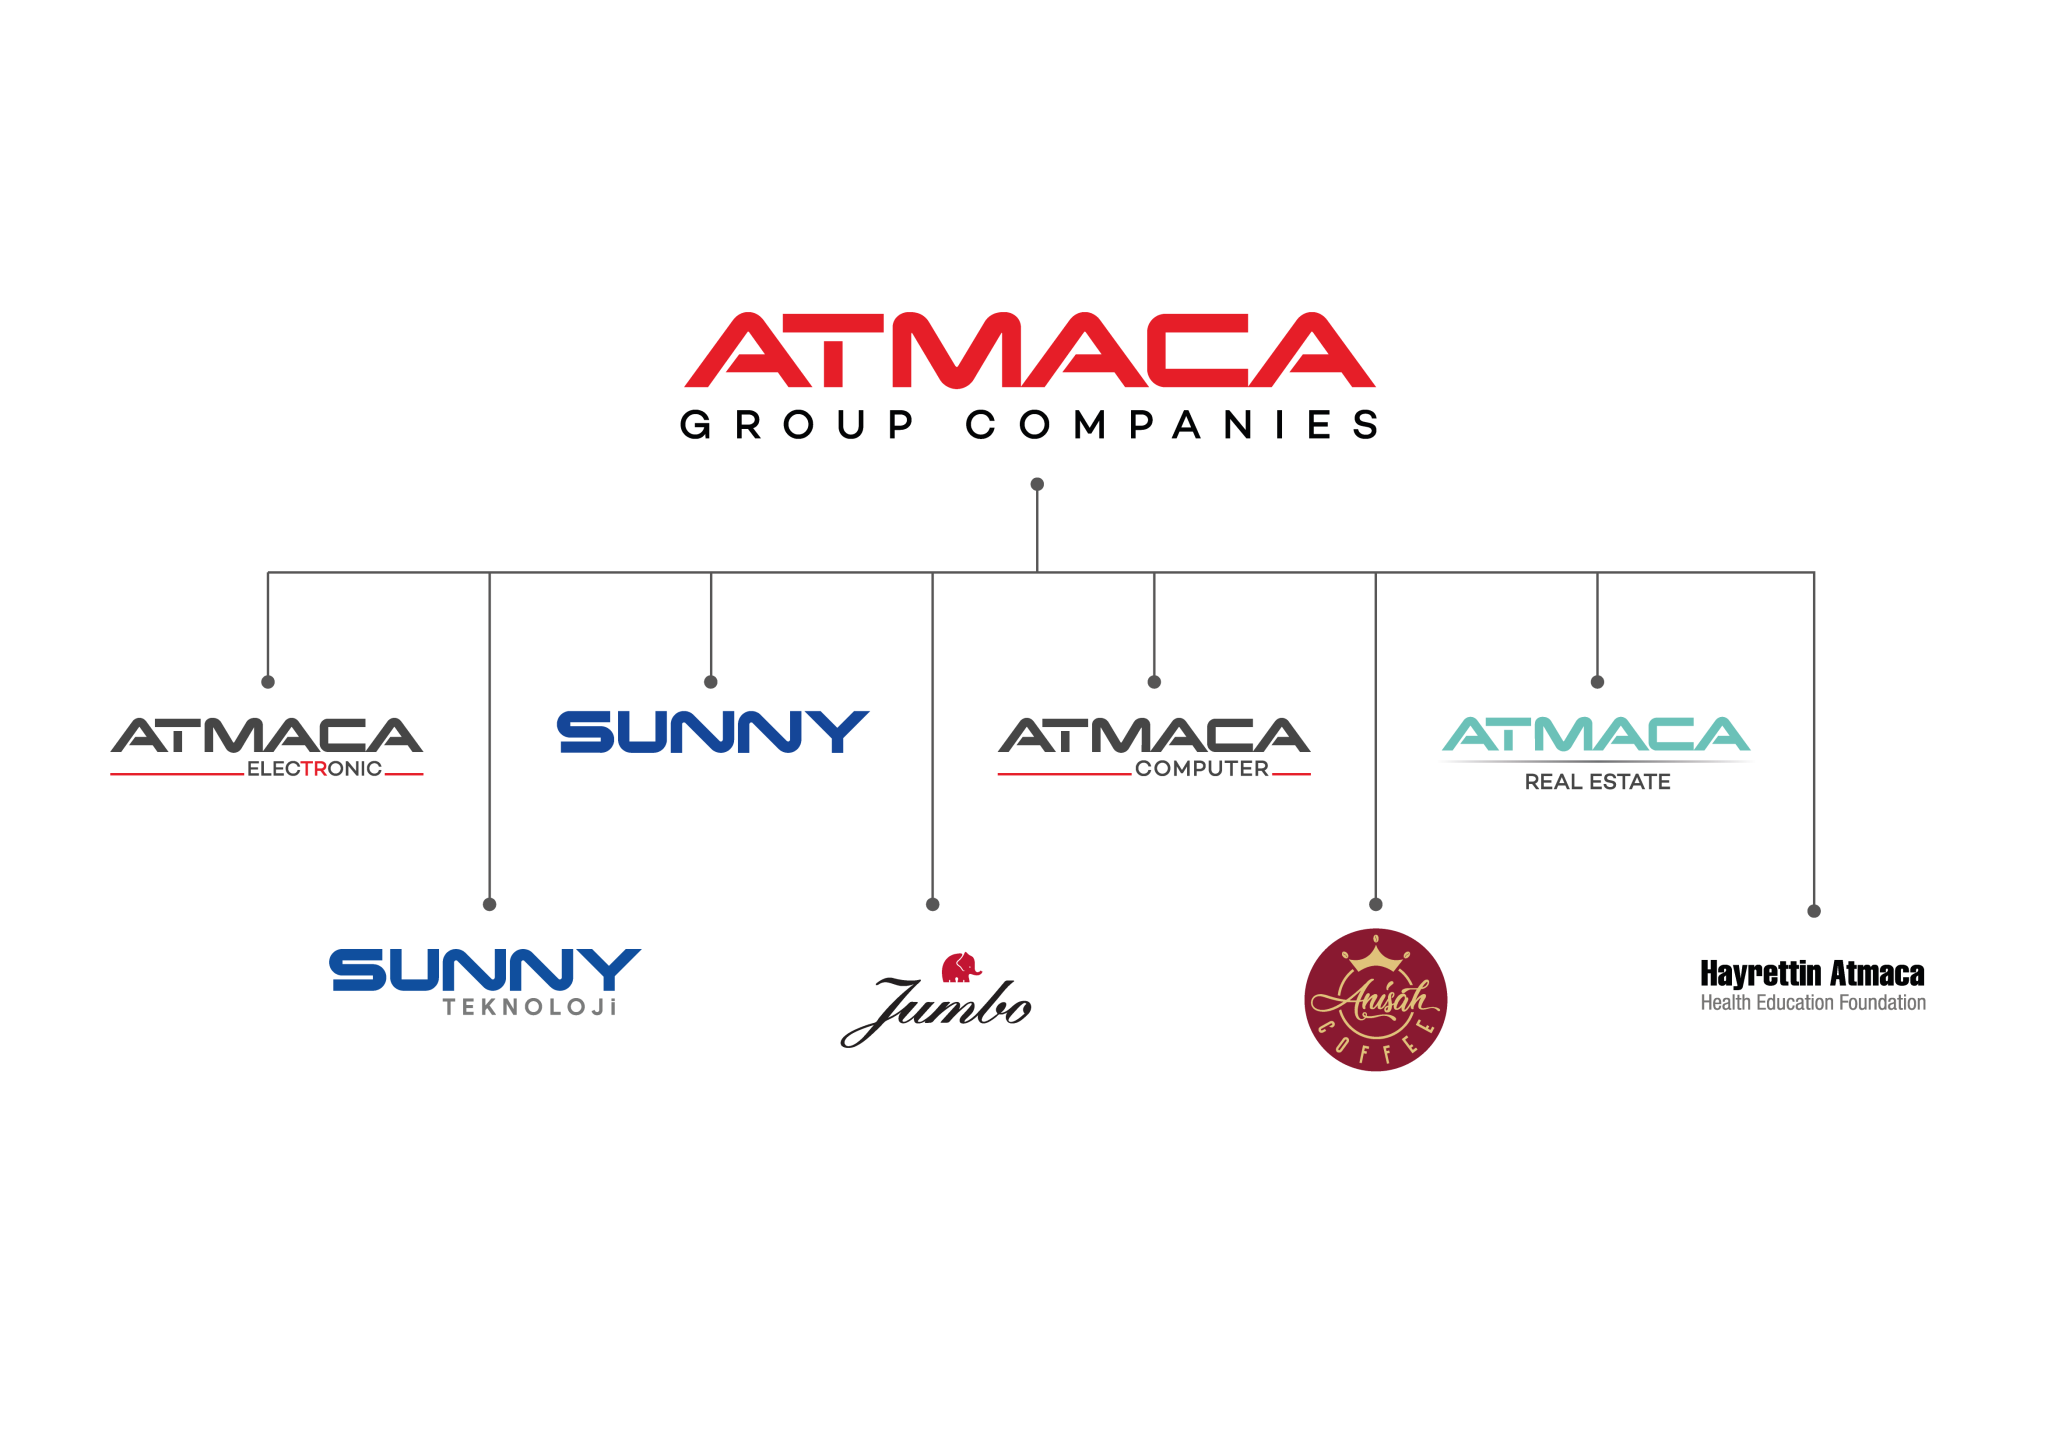 ATMACA
GROUP COMPANIES
ATMACA
ELECTRONIC
SUNNY
ATMACA
COMPUTER
ATMACA
REAL ESTATE
SUNNY
TEKNOLOJi
Jumbo
Anisah
COFFEE
Hayrettin Atmaca
Health Education Foundation